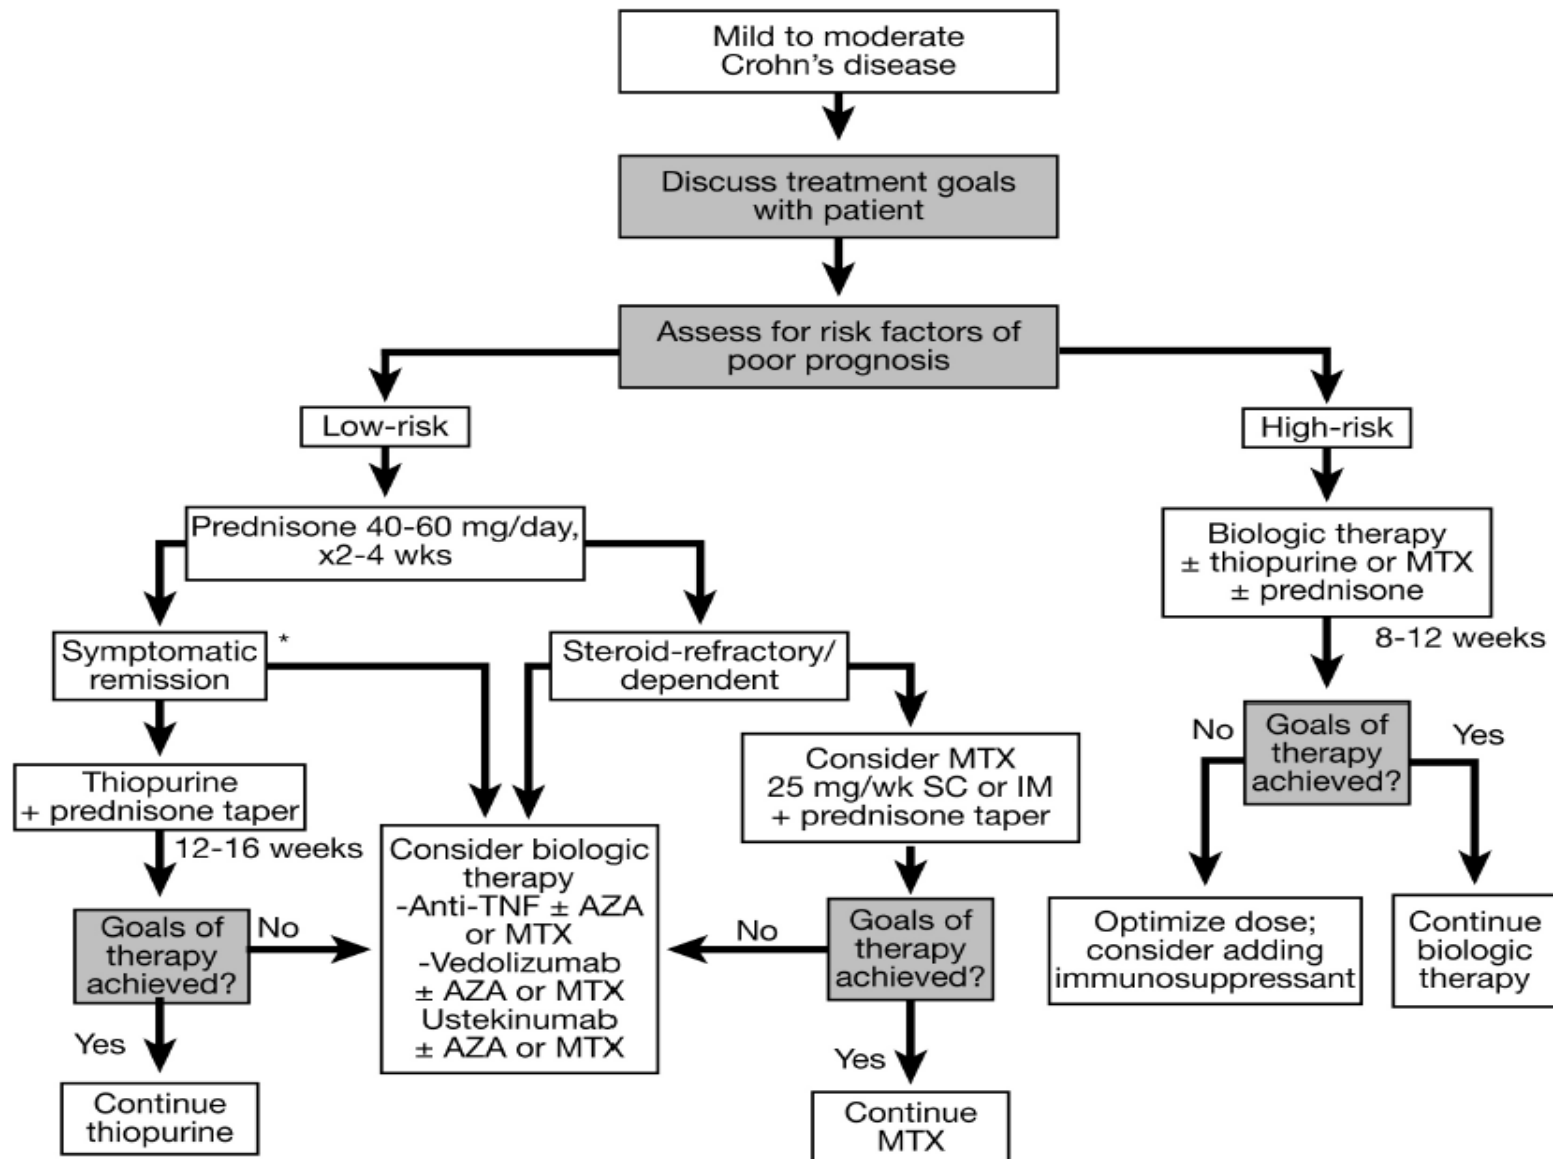 Mild to moderate
Crohn's disease
Discuss treatment goals
with patient
Assess for risk factors of
poor prognosis
Low-risk
High-risk
Prednisone 40-60 mg/day,
x2-4 wks
Biologic therapy
± thiopurine or MTX
± prednisone
8-12 weeks
Symptomatic
remission
*
Steroid-refractory/
dependent
Goals of
therapy
achieved?
No
Yes
Thiopurine
+ prednisone taper
12-16 weeks
Consider MTX
25 mg/wk SC or IM
+ prednisone taper
Consider biologic
therapy
-Anti-TNF ± AZA
or MTX
-Vedolizumab
± AZA or MTX
Ustekinumab
± AZA or MTX
Goals of
therapy
achieved?
No
Yes
Goals of
therapy
achieved?
No
Yes
Optimize dose;
consider adding
immunosuppressant
Continue
biologic
therapy
Continue
thiopurine
Continue
MTX